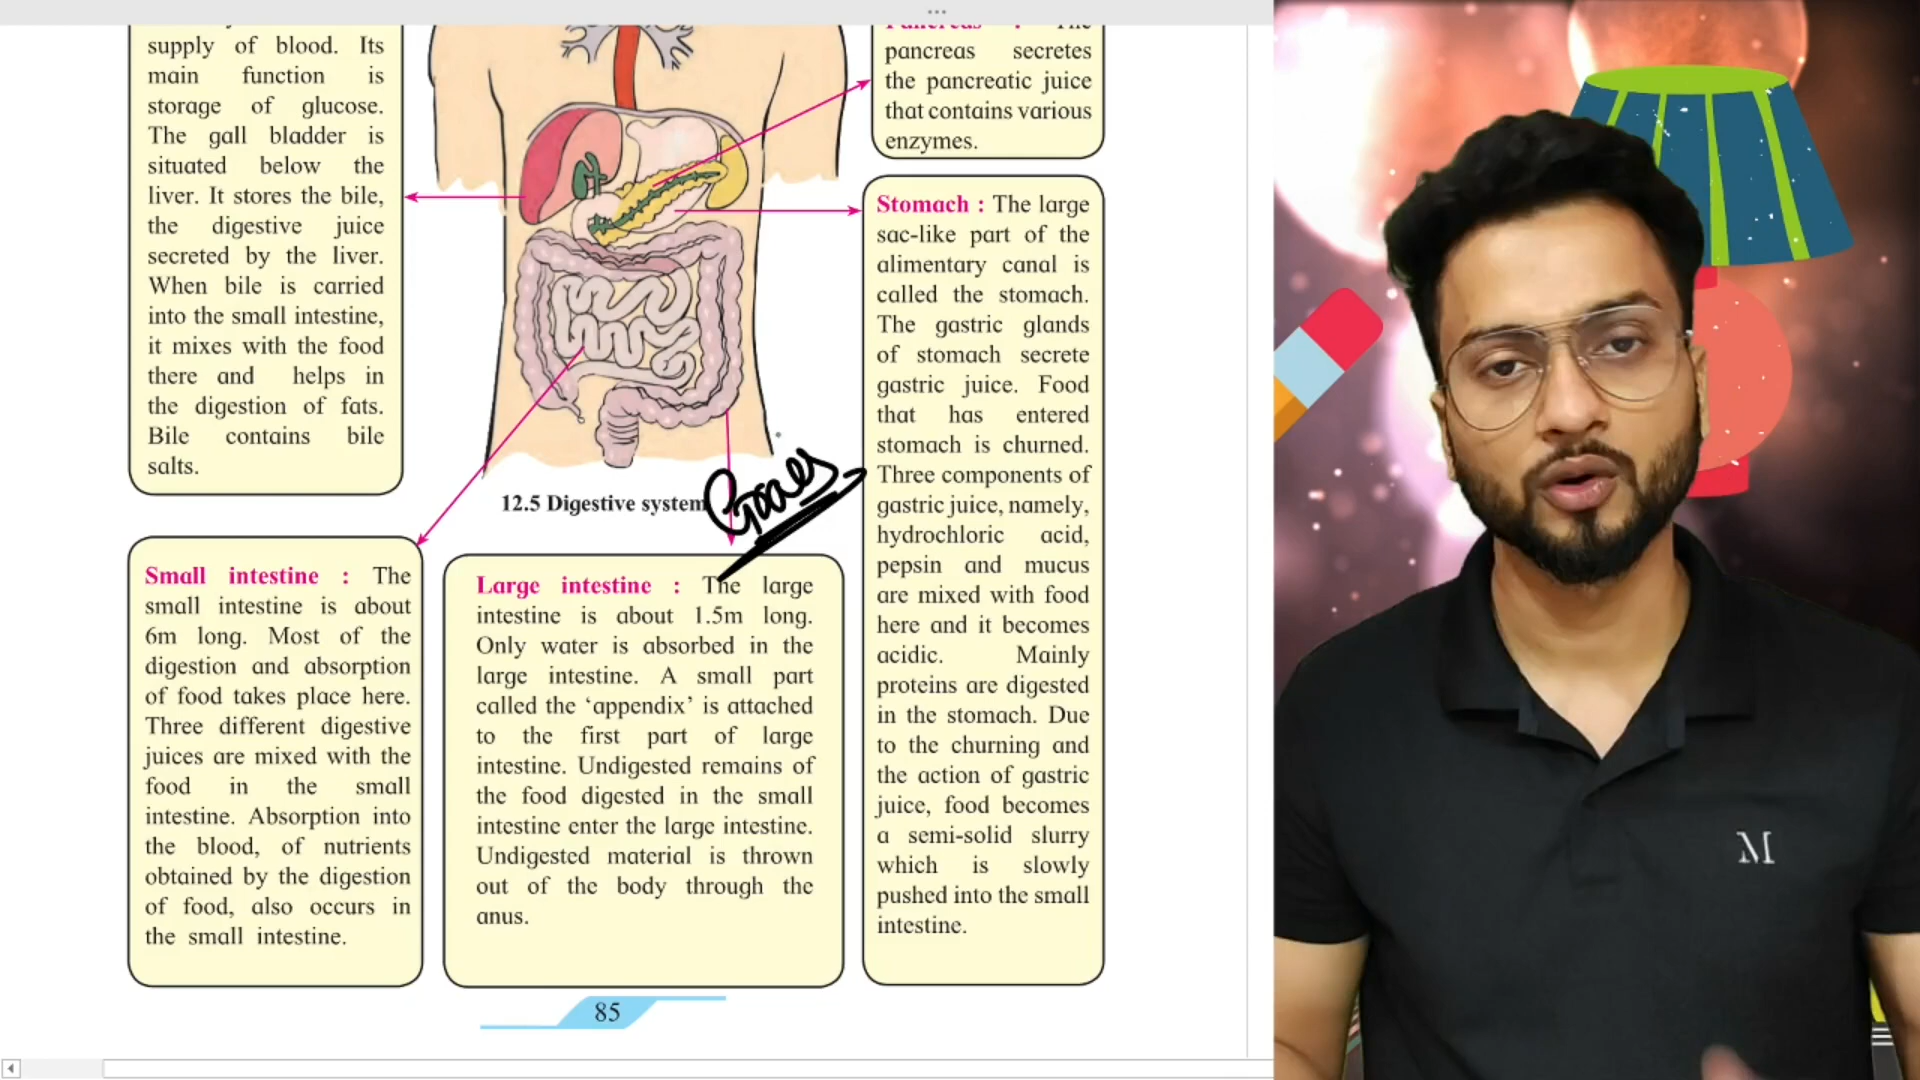 supply of blood. Its
main function is
storage of glucose.
The gall bladder is
situated below the
liver. It stores the bile,
the digestive juice
secreted by the liver.
When bile is carried
into the small intestine,
it mixes with the food
there and helps in
the digestion of fats.
Bile contains bile
salts.
Pancreas : The
pancreas secretes
the pancreatic juice
that contains various
enzymes.
Stomach : The large
sac-like part of the
alimentary canal is
called the stomach.
The gastric glands
of stomach secrete
gastric juice. Food
that has entered
stomach is churned.
Three components of
gastric juice, namely,
hydrochloric acid,
pepsin and mucus
are mixed with food
here and it becomes
acidic. Mainly
proteins are digested
in the stomach. Due
to the churning and
the action of gastric
juice, food becomes
a semi-solid slurry
which is slowly
pushed into the small
intestine.
12.5 Digestive system
Small intestine : The
small intestine is about
6m long. Most of the
digestion and absorption
of food takes place here.
Three different digestive
juices are mixed with the
food in the small
intestine. Absorption into
the blood, of nutrients
obtained by the digestion
of food, also occurs in
the small intestine.
Large intestine : The large
intestine is about 1.5m long.
Only water is absorbed in the
large intestine. A small part
called the ‘appendix’ is attached
to the first part of large
intestine. Undigested remains of
the food digested in the small
intestine enter the large intestine.
Undigested material is thrown
out of the body through the
anus.
85
M